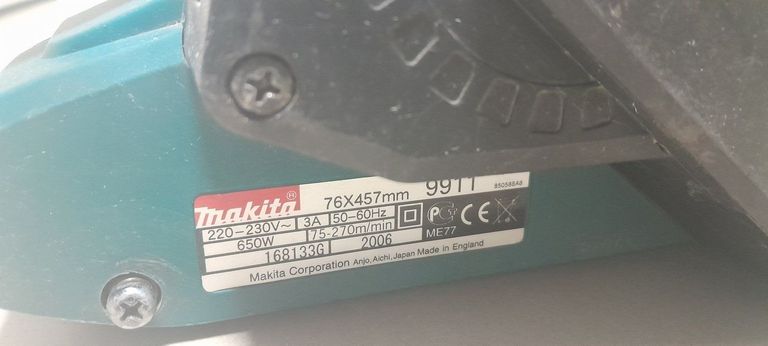 makita® 76X457mm 9911 850588A8
220-230V~ 3A 50-60Hz
650W 75-270m/min
168133G 2006 ME77
Makita Corporation Anjo, Aichi, Japan Made in England